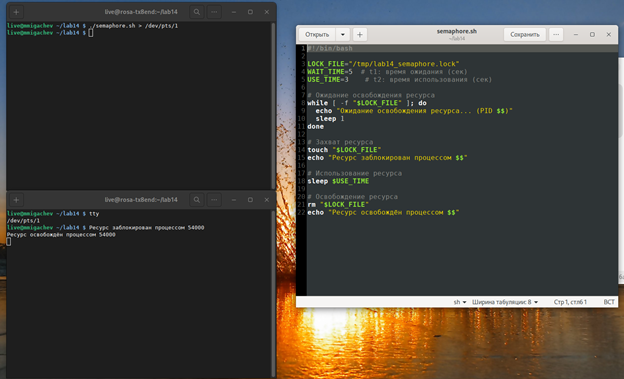 live@rosa-tx8end:~/lab14
live@mmigachev ~/lab14 $ ./semaphore.sh > /dev/pts/1
live@mmigachev ~/lab14 $
live@rosa-tx8end:~/lab14
live@mmigachev ~/lab14 $ tty
/dev/pts/1
live@mmigachev ~/lab14 $ Ресурс заблокирован процессом 54000
Ресурс освобождён процессом 54000
Открыть
semaphore.sh
~/lab14
Сохранить
1 #!/bin/bash
2
3 LOCK_FILE="/tmp/lab14_semaphore.lock"
4 WAIT_TIME=5 # t1: время ожидания (сек)
5 USE_TIME=3 # t2: время использования (сек)
6
7 # Ожидание освобождения ресурса
8 while [ -f "$LOCK_FILE" ]; do
9 echo "Ожидание освобождения ресурса... (PID $$)"
10 sleep 1
11 done
12
13 # Захват ресурса
14 touch "$LOCK_FILE"
15 echo "Ресурс заблокирован процессом $$"
16
17 # Использование ресурса
18 sleep $USE_TIME
19
20 # Освобождение ресурса
21 rm "$LOCK_FILE"
22 echo "Ресурс освобождён процессом $$"
sh Ширина табуляции: 8 Стр 1, стлб 1 ВСТ